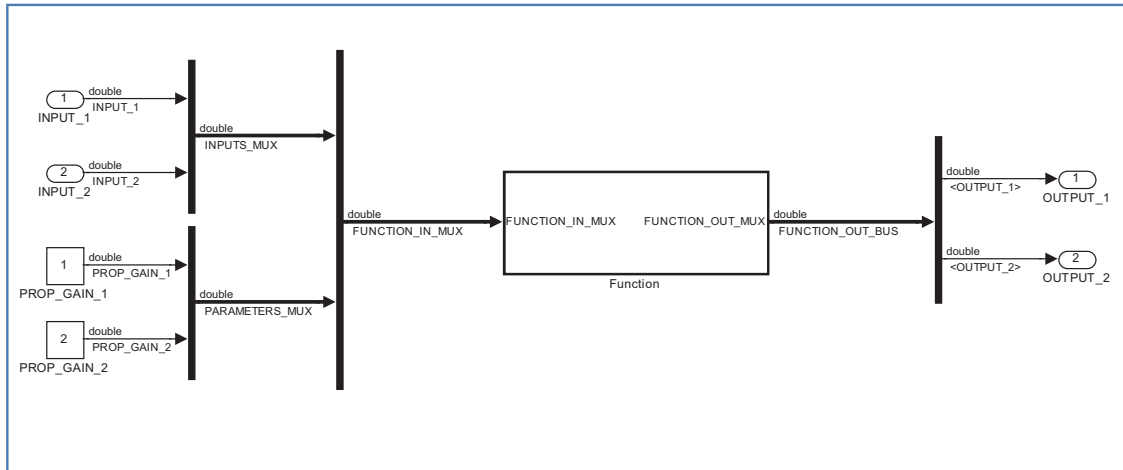 1
double
INPUT_1
INPUT_1
2
double
INPUT_2
INPUT_2
double
INPUTS_MUX
1
double
PROP_GAIN_1
PROP_GAIN_1
2
double
PROP_GAIN_2
PROP_GAIN_2
double
PARAMETERS_MUX
double
FUNCTION_IN_MUX
FUNCTION_IN_MUX
FUNCTION_OUT_MUX
Function
double
FUNCTION_OUT_BUS
double
<OUTPUT_1>
1
OUTPUT_1
double
<OUTPUT_2>
2
OUTPUT_2